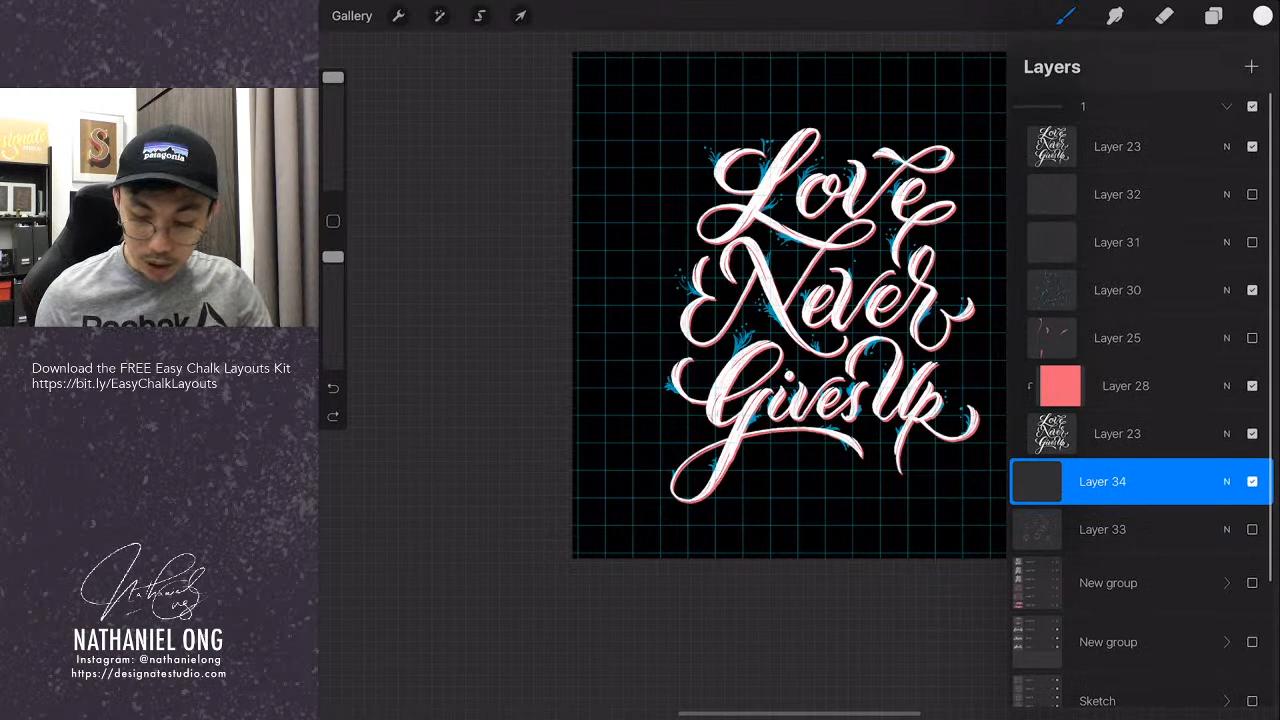 Gallery
Layers
1
Layer 23 N
Layer 32 N
Layer 31 N
Layer 30 N
Layer 25 N
Layer 28 N
Layer 23 N
Layer 34 N
Layer 33 N
New group
New group
Sketch
Love
Never
Gives Up
patagonia
Reebok
S
Download the FREE Easy Chalk Layouts Kit
https://bit.ly/EasyChalkLayouts
NATHANIEL ONG
Instagram: @nathanielong
https://designatestudio.com